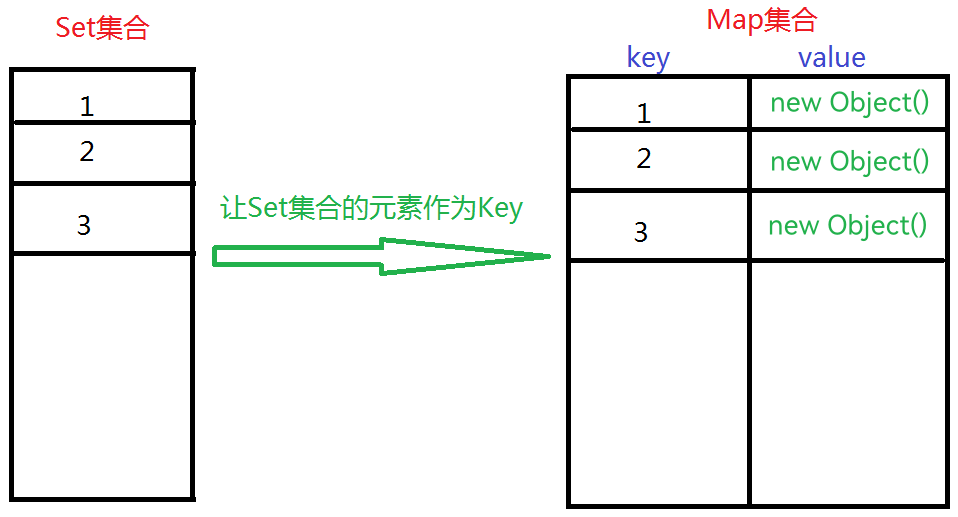 Set集合
1
2
3
让Set集合的元素作为Key
Map集合
key value
1 new Object()
2 new Object()
3 new Object()